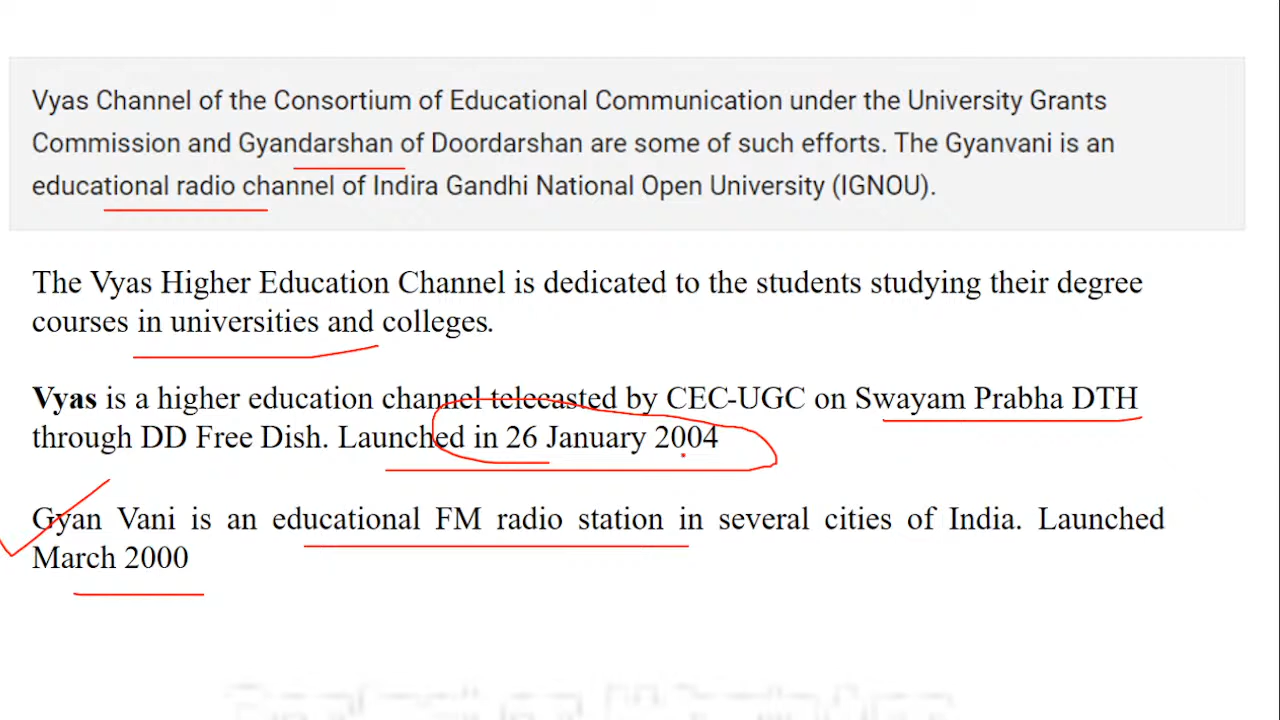 Vyas Channel of the Consortium of Educational Communication under the University Grants
Commission and Gyandarshan of Doordarshan are some of such efforts. The Gyanvani is an
educational radio channel of Indira Gandhi National Open University (IGNOU).
The Vyas Higher Education Channel is dedicated to the students studying their degree
courses in universities and colleges.
Vyas is a higher education channel telecasted by CEC-UGC on Swayam Prabha DTH
through DD Free Dish. Launched in 26 January 2004
Gyan Vani is an educational FM radio station in several cities of India. Launched
March 2000